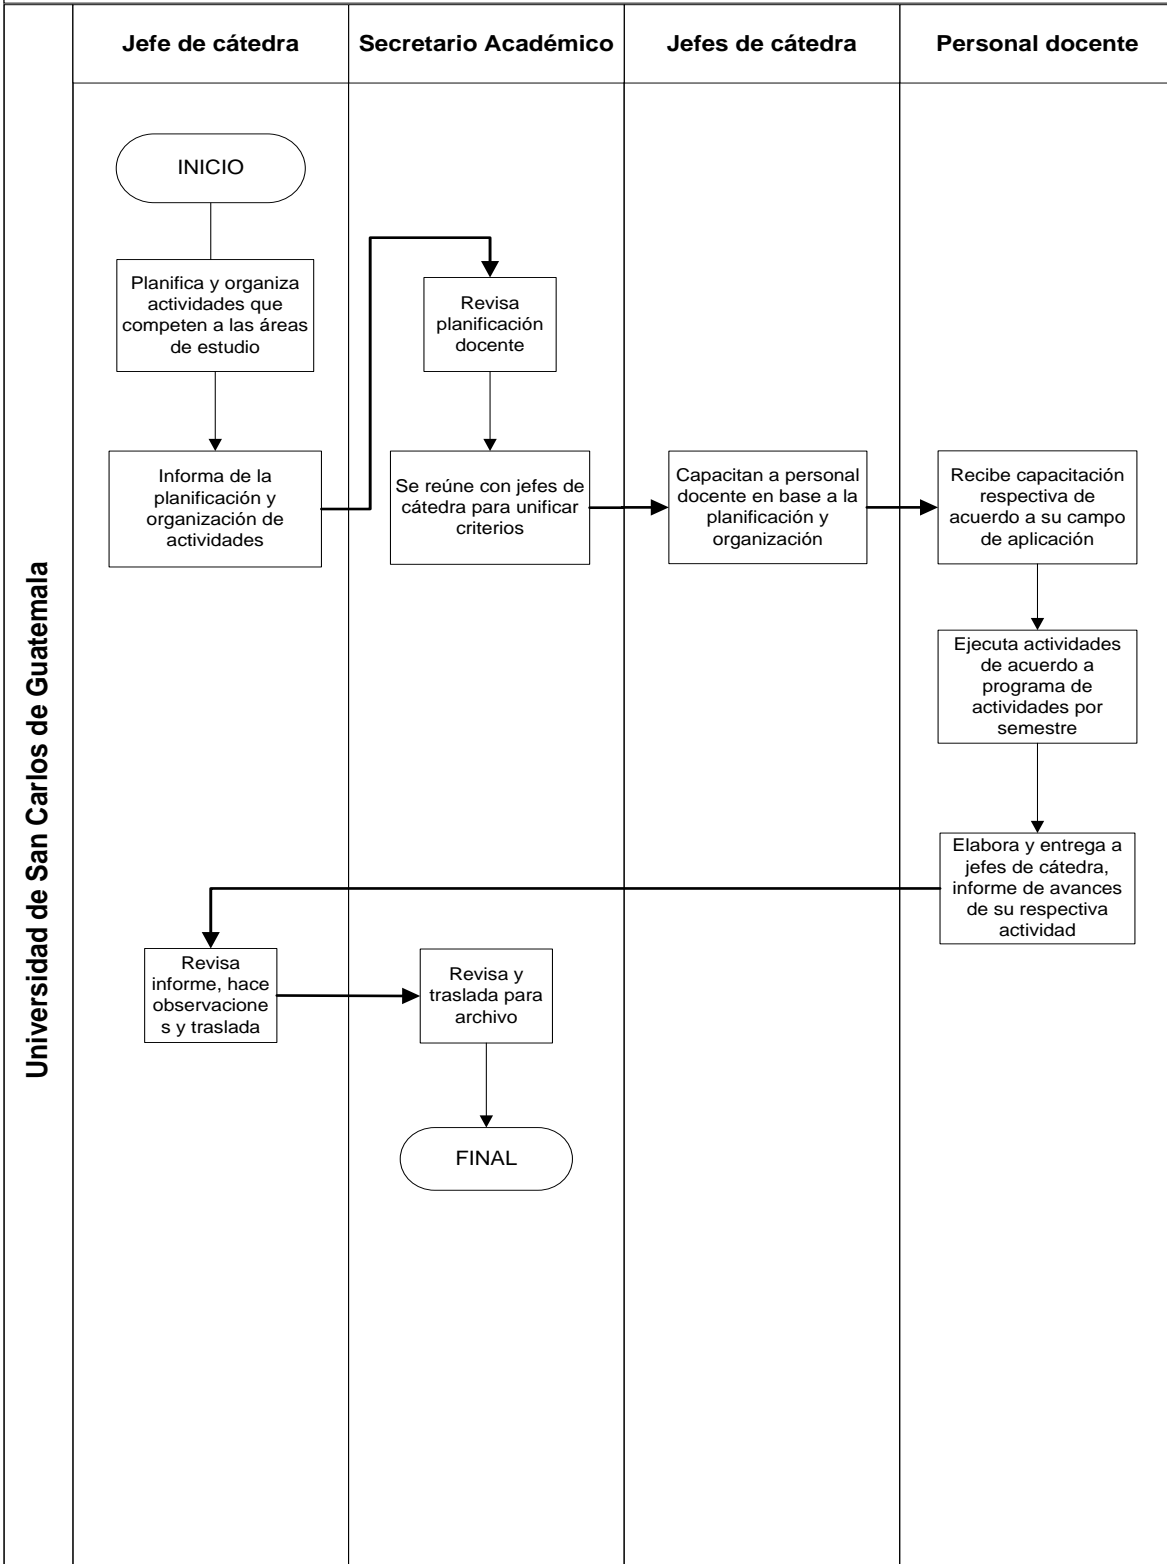 Jefe de cátedra
Secretario Académico
Jefes de cátedra
Personal docente
Universidad de San Carlos de Guatemala
INICIO
Planifica y organiza
actividades que
competen a las áreas
de estudio
Informa de la
planificación y
organización de
actividades
Revisa
planificación
docente
Se reúne con jefes de
cátedra para unificar
criterios
Capacitan a personal
docente en base a la
planificación y
organización
Recibe capacitación
respectiva de
acuerdo a su campo
de aplicación
Ejecuta actividades
de acuerdo a
programa de
actividades por
semestre
Elabora y entrega a
jefes de cátedra,
informe de avances
de su respectiva
actividad
Revisa
informe, hace
observacione
s y traslada
Revisa y
traslada para
archivo
FINAL